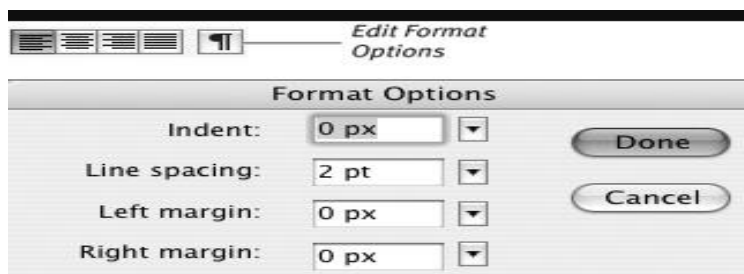 ¶
Edit Format
Options
Format Options
Indent: 0 px
Done
Line spacing: 2 pt
Cancel
Left margin: 0 px
Right margin: 0 px